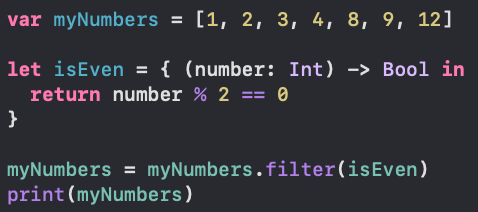 var myNumbers = [1, 2, 3, 4, 8, 9, 12]
let isEven = { (number: Int) -> Bool in
  return number % 2 == 0
}
myNumbers = myNumbers.filter(isEven)
print(myNumbers)